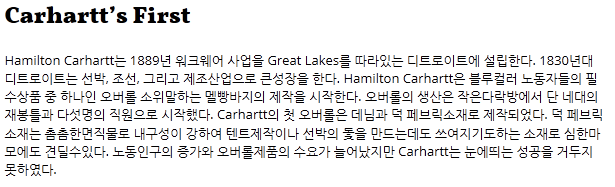 Carhartt's First
Hamilton Carhartt는 1889년 워크웨어 사업을 Great Lakes를 따라있는 디트로이트에 설립한다. 1830년대
디트로이트는 선박, 조선, 그리고 제조산업으로 큰성장을 한다. Hamilton Carhartt은 블루컬러 노동자들의 필
수상품 중 하나인 오버롤 소위말하는 멜빵바지의 제작을 시작한다. 오버롤의 생산은 작은다락방에서 단 네대의
재봉틀과 다섯명의 직원으로 시작했다. Carhartt의 첫 오버롤은 데님과 덕 페브릭소재로 제작되었다. 덕 페브릭
소재는 촘촘한면직물로 내구성이 강하여 텐트제작이나 선박의 돛을 만드는데도 쓰여지기도하는 소재로 심한마
모에도 견딜수있다. 노동인구의 증가와 오버롤제품의 수요가 늘어났지만 Carhartt는 눈에띄는 성공을 거두지
못하였다.